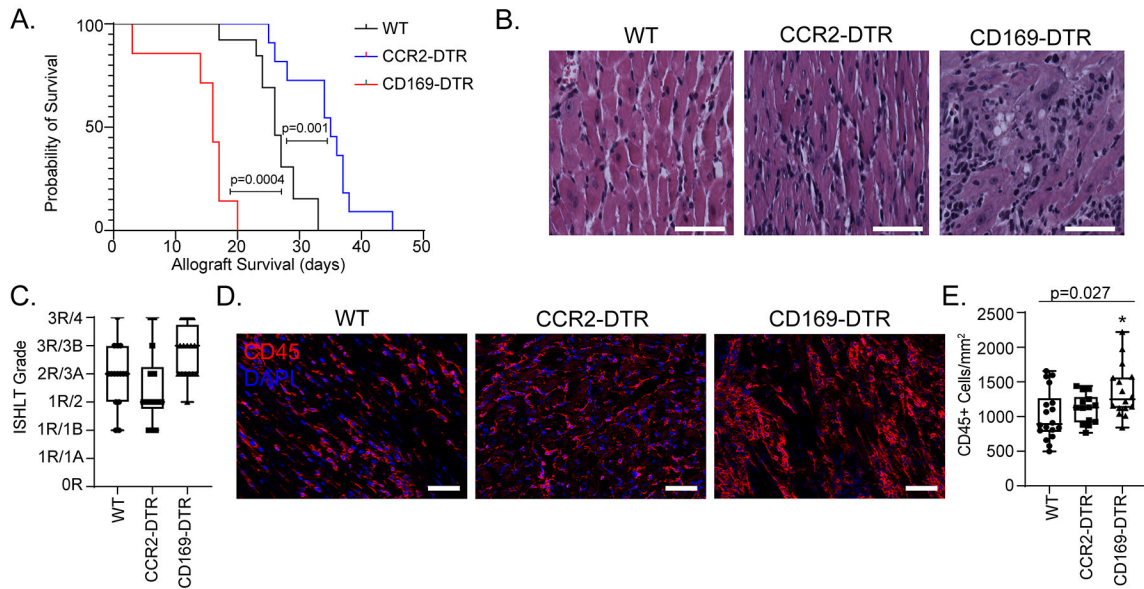 A.
100
50
0
Probability of Survival
0
10
20
30
40
50
Allograft Survival (days)
WT
CCR2-DTR
CD169-DTR
p=0.001
p=0.0004
B.
WT
CCR2-DTR
CD169-DTR
C.
ISHLT Grade
3R/4
3R/3B
2R/3A
1R/2
1R/1B
1R/1A
0R
WT
CCR2-DTR
CD169-DTR
D.
WT
CCR2-DTR
CD169-DTR
CD45
DAPI
E.
p=0.027
*
CD45+ Cells/mm²
2500
2000
1500
1000
500
0
WT
CCR2-DTR
CD169-DTR